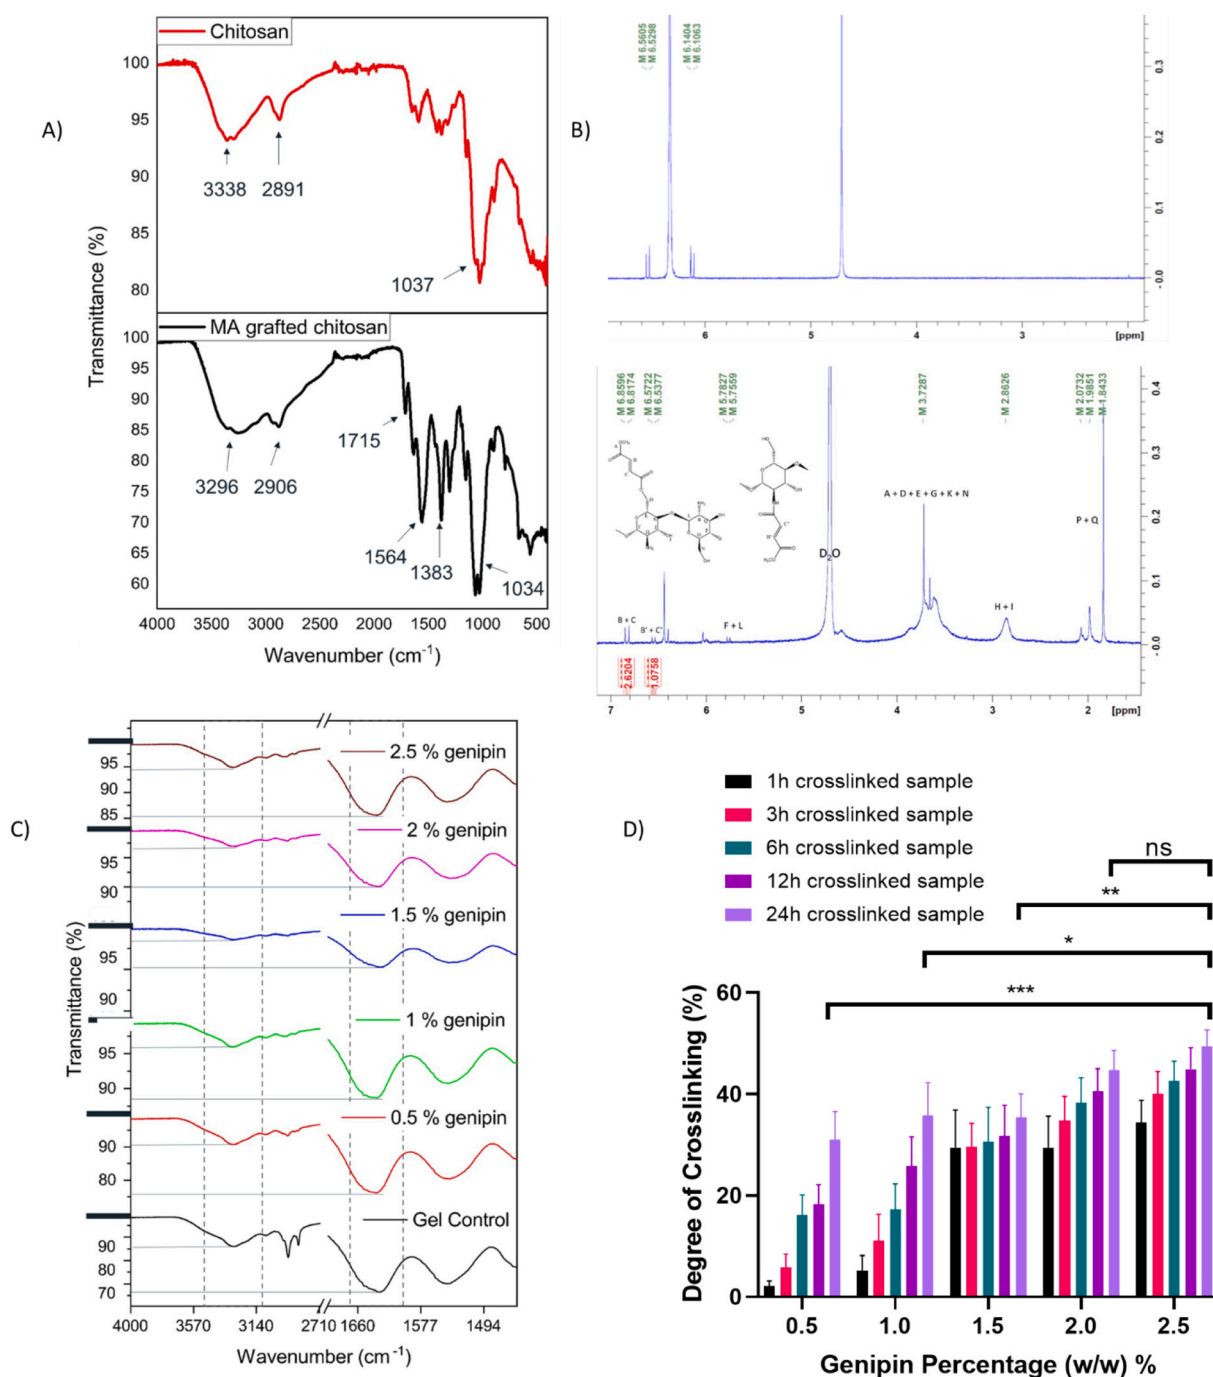 A)
Chitosan
100
95
90
85
80
3338
2891
1037
MA grafted chitosan
100
95
90
85
80
75
70
65
60
1715
3296
2906
1564
1383
1034
4000 3500 3000 2500 2000 1500 1000 500
Wavenumber (cm⁻¹)
Transmittance (%)
B)
M 6.5605
M 6.5298
M 6.1404
M 6.1063
0.3
0.2
0.1
- 0.0
6 5 4 3 [ppm]
M 6.8596
M 6.8174
M 6.5722
M 6.5377
M 5.7827
M 5.7559
M 3.7287
M 2.8626
M 2.0732
M 1.9851
M 1.8433
0.4
0.3
0.2
0.1
- 0.0
A + D + E + G + K + N
P + Q
D₂O
H + I
B + C
B' + C'
F + L
2.6204
1.0758
7 6 5 4 3 2 [ppm]
C)
2.5 % genipin
95
90
85
2 % genipin
95
90
1.5 % genipin
95
90
1 % genipin
95
90
0.5 % genipin
90
80
Gel Control
90
80
70
4000 3570 3140 2710 1660 1577 1494
Wavenumber (cm⁻¹)
Transmittance (%)
D)
1h crosslinked sample
3h crosslinked sample
6h crosslinked sample
12h crosslinked sample
24h crosslinked sample
ns
**
*
***
60
40
20
0
Degree of Crosslinking (%)
0.5 1.0 1.5 2.0 2.5
Genipin Percentage (w/w) %